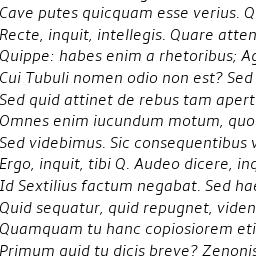 Cave putes quicquam esse verius. Q
Recte, inquit, intellegis. Quare atten
Quippe: habes enim a rhetoribus; Ag
Cui Tubuli nomen odio non est? Sed
Sed quid attinet de rebus tam apert
Omnes enim iucundum motum, quo
Sed videbimus. Sic consequentibus v
Ergo, inquit, tibi Q. Audeo dicere, inq
Id Sextilius factum negabat. Sed hae
Quid sequatur, quid repugnet, viden
Quamquam tu hanc copiosiorem eti
Primum quid tu dicis breve? Zenonis